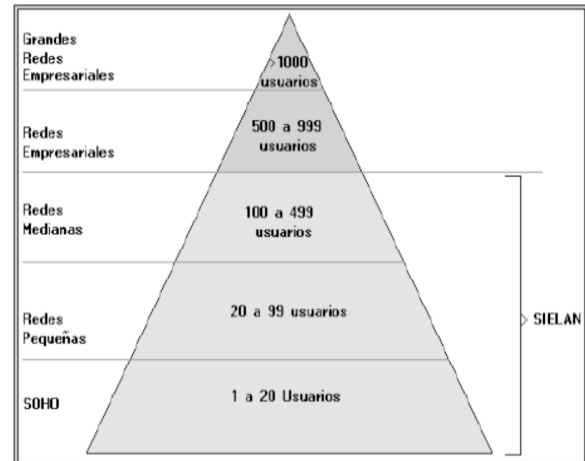 Grandes
Redes
Empresariales
>1000
usuarios
Redes
Empresariales
500 a 999
usuarios
Redes
Medianas
100 a 499
usuarios
Redes
Pequeñas
20 a 99 usuarios
SIELAN
SOHO
1 a 20 Usuarios